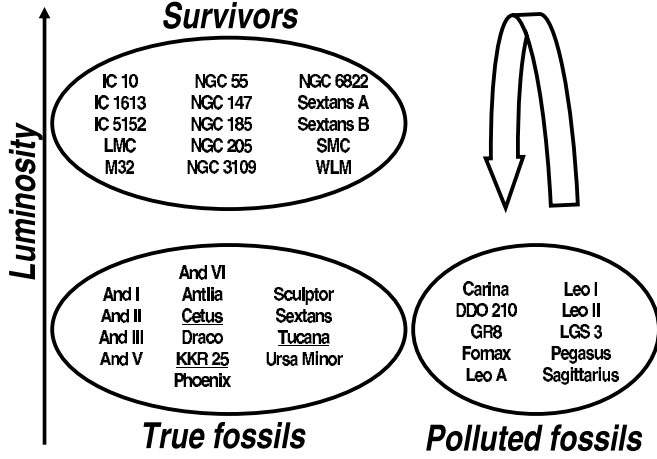 Survivors
IC 10 NGC 55 NGC 6822
IC 1613 NGC 147 Sextans A
IC 5152 NGC 185 Sextans B
LMC NGC 205 SMC
M32 NGC 3109 WLM
Luminosity
And VI
And I Antlia Sculptor
And II Cetus Sextans
And III Draco Tucana
And V KKR 25 Ursa Minor
Phoenix
True fossils
Carina Leo I
DDO 210 Leo II
GR8 LGS 3
Fornax Pegasus
Leo A Sagittarius
Polluted fossils